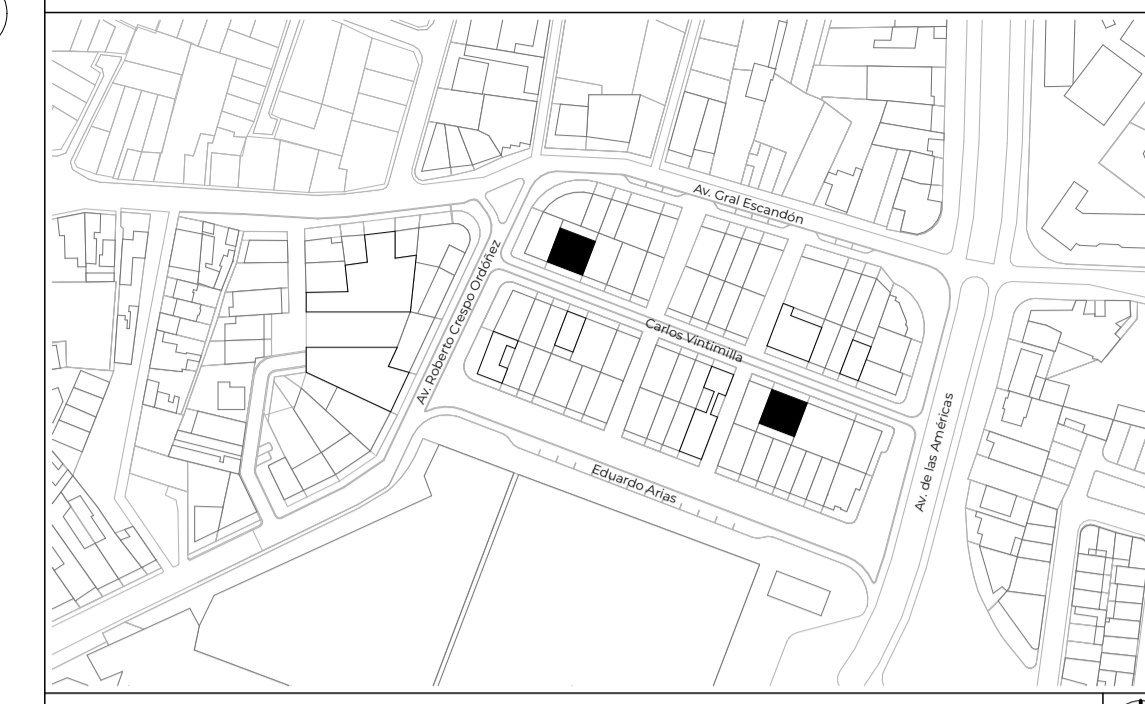 Av. Gral Escandón
Av. Roberto Crespo Ordóñez
Carlos Vintimilla
Av. de las Américas
Eduardo Arias